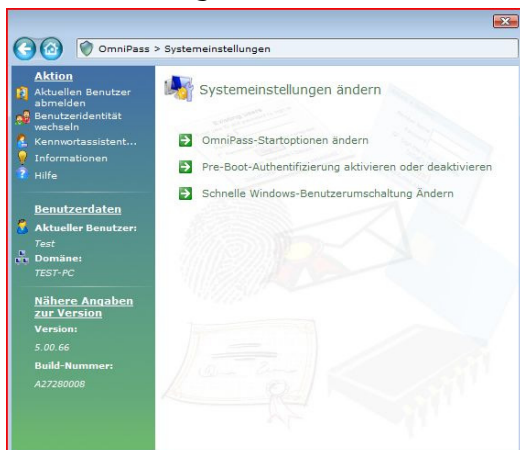 OmniPass > Systemeinstellungen
Aktion
Aktuellen Benutzer
abmelden
Benutzeridentität
wechseln
Kennwortassistent...
Informationen
Hilfe
Benutzerdaten
Aktueller Benutzer:
Test
Domäne:
TEST-PC
Nähere Angaben
zur Version
Version:
5.00.66
Build-Nummer:
A27280008
Systemeinstellungen ändern
OmniPass-Startoptionen ändern
Pre-Boot-Authentifizierung aktivieren oder deaktivieren
Schnelle Windows-Benutzerumschaltung Ändern